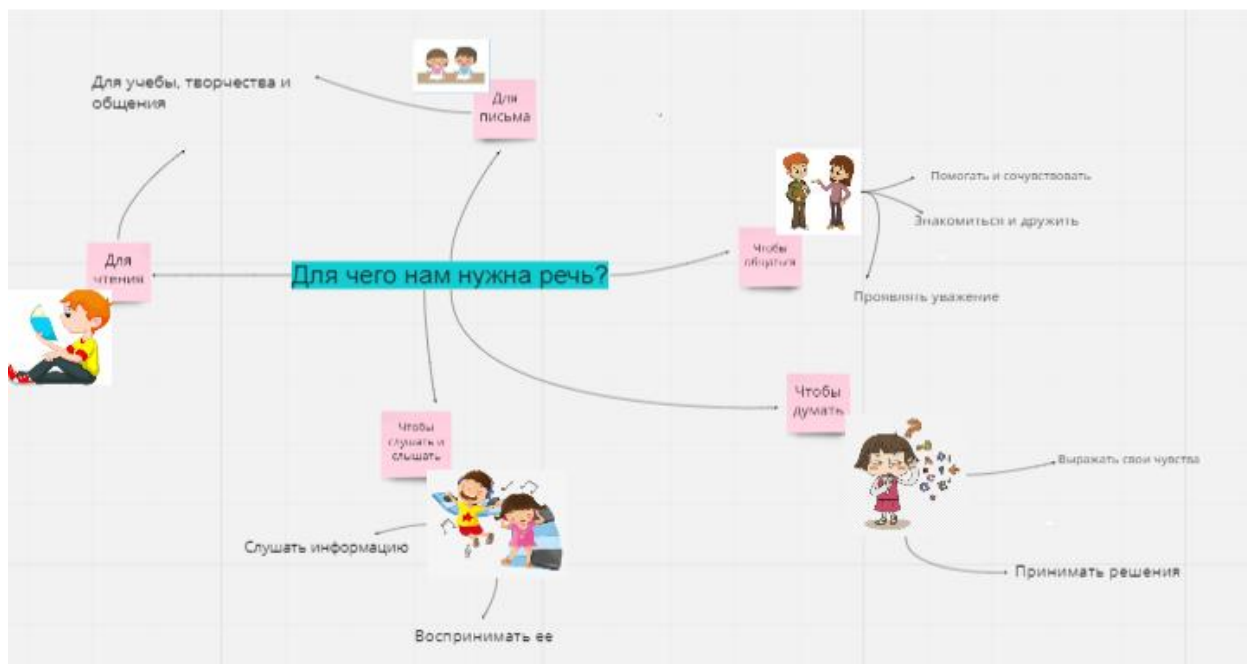 Для учебы, творчества и
общения
Для
письма
Помогать и сочувствовать
Знакомиться и дружить
Проявлять уважение
Чтобы
общаться
Для
чтения
Для чего нам нужна речь?
Чтобы
думать
Чтобы
слушать и
слышать
Выражать свои чувства
Принимать решения
Слушать информацию
Воспринимать ее